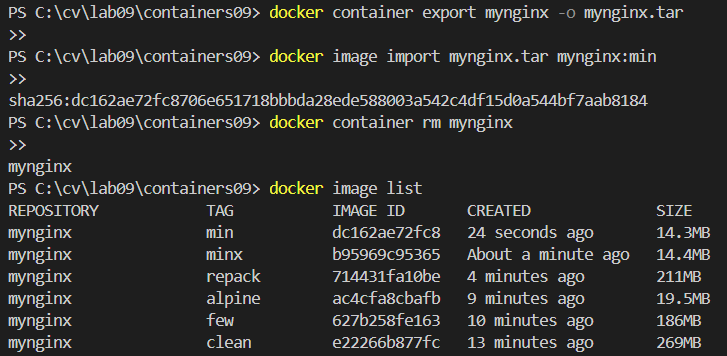 PS C:\cv\lab09\containers09> docker container export mynginx -o mynginx.tar
>>
PS C:\cv\lab09\containers09> docker image import mynginx.tar mynginx:min
>>
sha256:dc162ae72fc8706e651718bbbda28ede588003a542c4df15d0a544bf7aab8184
PS C:\cv\lab09\containers09> docker container rm mynginx
>>
mynginx
PS C:\cv\lab09\containers09> docker image list
REPOSITORY TAG IMAGE ID CREATED SIZE
mynginx min dc162ae72fc8 24 seconds ago 14.3MB
mynginx minx b95969c95365 About a minute ago 14.4MB
mynginx repack 714431fa10be 4 minutes ago 211MB
mynginx alpine ac4cfa8cbafb 9 minutes ago 19.5MB
mynginx few 627b258fe163 10 minutes ago 186MB
mynginx clean e22266b877fc 13 minutes ago 269MB